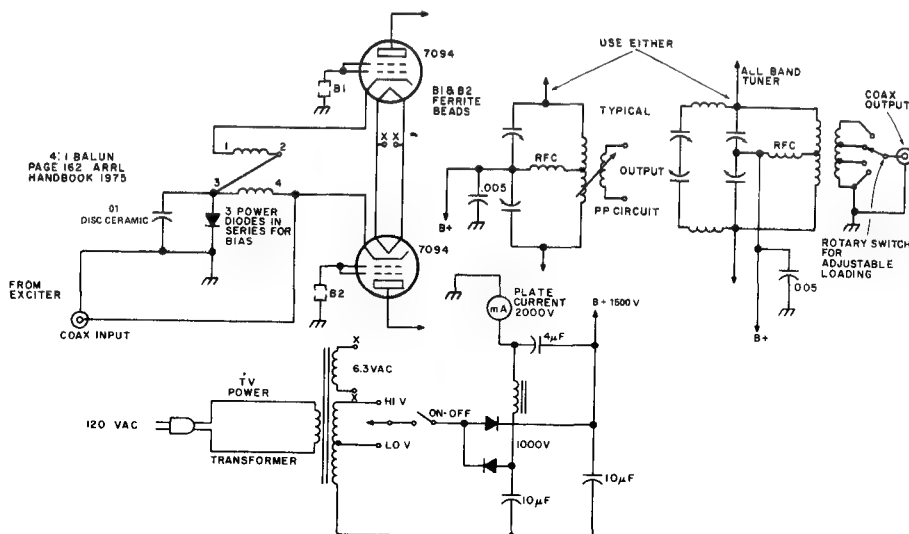 7094
B1
B1 & B2
FERRITE
BEADS
X X
4:1 BALUN
PAGE 162 ARRL
HANDBOOK 1975
1
2
3
4
01
DISC CERAMIC
3 POWER
DIODES IN
SERIES FOR
BIAS
7094
B2
FROM
EXCITER
COAX INPUT
USE EITHER
TYPICAL
RFC
.005
OUTPUT
B+
PP CIRCUIT
ALL BAND
TUNER
COAX
OUTPUT
RFC
ROTARY SWITCH
FOR
ADJUSTABLE
LOADING
.005
B+
PLATE
CURRENT
2000V
mA
B+ 1500V
4µF
X
6.3VAC
X
TV
POWER
120 VAC
TRANSFORMER
HI V
ON-OFF
LO V
1000V
10µF
10µF